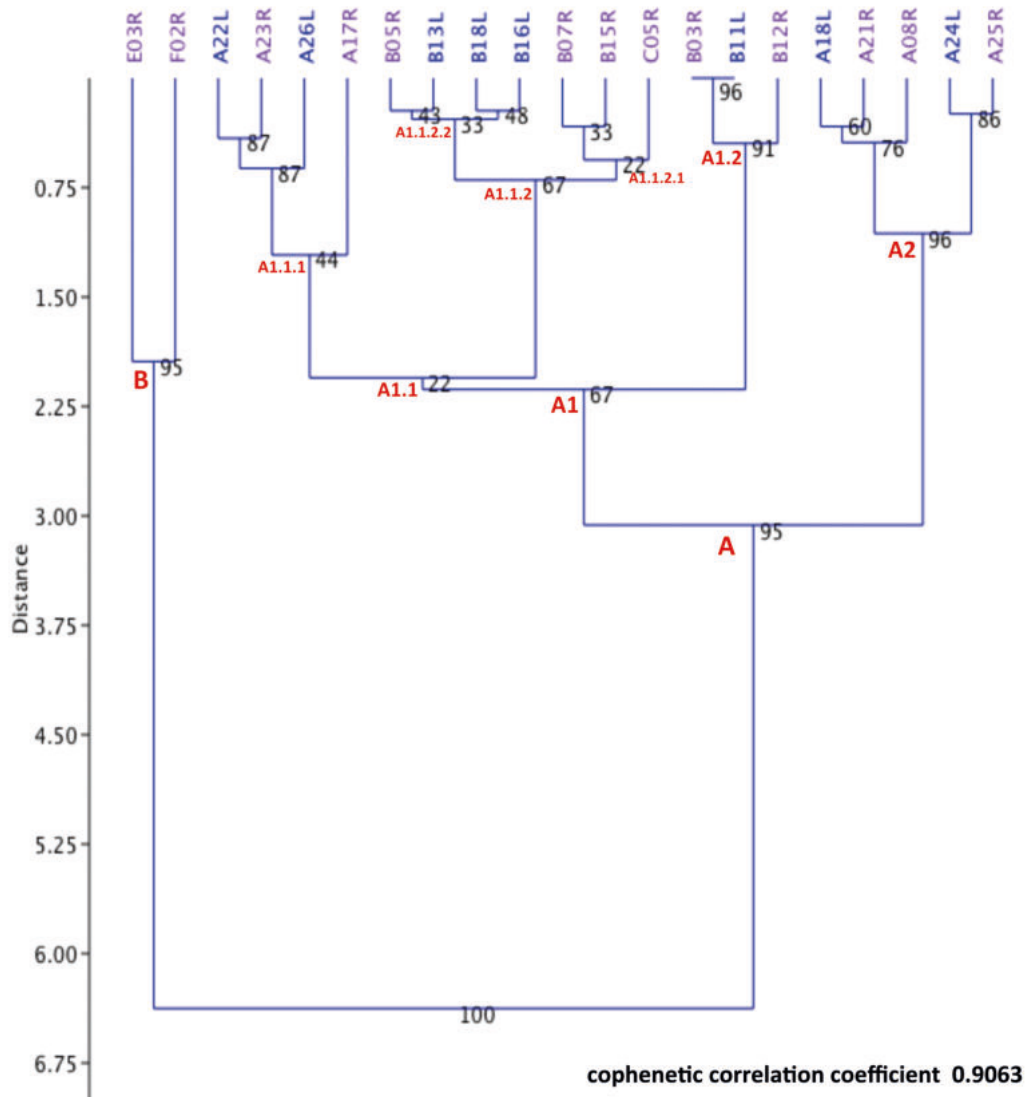 E03R F02R A22L A23R A26L A17R B05R B13L B18L B16L B07R B15R C05R B03R B11L B12R A18L A21R A08R A24L A25R
96
43 48 86
A1.1.2.2 33 33 60
87 A1.2 91 76
87 22
A1.1.2.1
0.75 A1.1.2 67
A2 96
A1.1.1 44
1.50
B 95
A1.1 22
2.25 A1 67
3.00
A 95
Distance
3.75
4.50
5.25
6.00
100
6.75
cophenetic correlation coefficient 0.9063